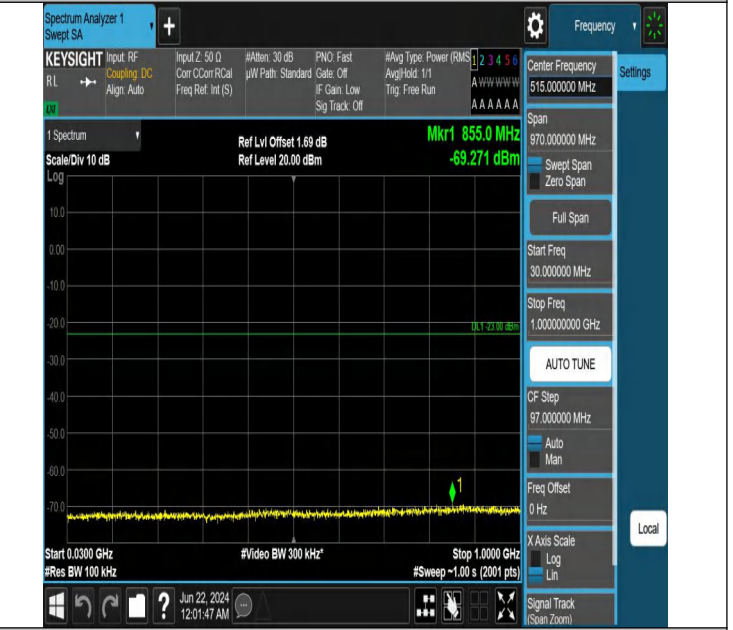 Spectrum Analyzer 1
Swept SA
+
Frequency
KEYSIGHT
RL
Input: RF
Coupling: DC
Align: Auto
Input Z: 50 Ω
Corr CCorr RCal
Freq Ref: Int (S)
#Atten: 30 dB
µW Path: Standard
PNO: Fast
Gate: Off
IF Gain: Low
Sig Track: Off
#Avg Type: Power (RMS
Avg|Hold: 1/1
Trig: Free Run
1 2 3 4 5 6
A W W W W W
A A A A A A
1 Spectrum
Scale/Div 10 dB
Log
Ref Lvl Offset 1.69 dB
Ref Level 20.00 dBm
Mkr1 855.0 MHz
-69.271 dBm
10.0
0.00
-10.0
-20.0
-30.0
-40.0
-50.0
-60.0
-70.0
DL1 -23.00 dBm
1
Start 0.0300 GHz
#Res BW 100 kHz
#Video BW 300 kHz*
Stop 1.0000 GHz
#Sweep ~1.00 s (2001 pts)
Center Frequency
515.000000 MHz
Settings
Span
970.000000 MHz
Swept Span
Zero Span
Full Span
Start Freq
30.000000 MHz
Stop Freq
1.000000000 GHz
AUTO TUNE
CF Step
97.000000 MHz
Auto
Man
Freq Offset
0 Hz
X Axis Scale
Log
Lin
Local
Signal Track
(Span Zoom)
?
Jun 22, 2024
12:01:47 AM